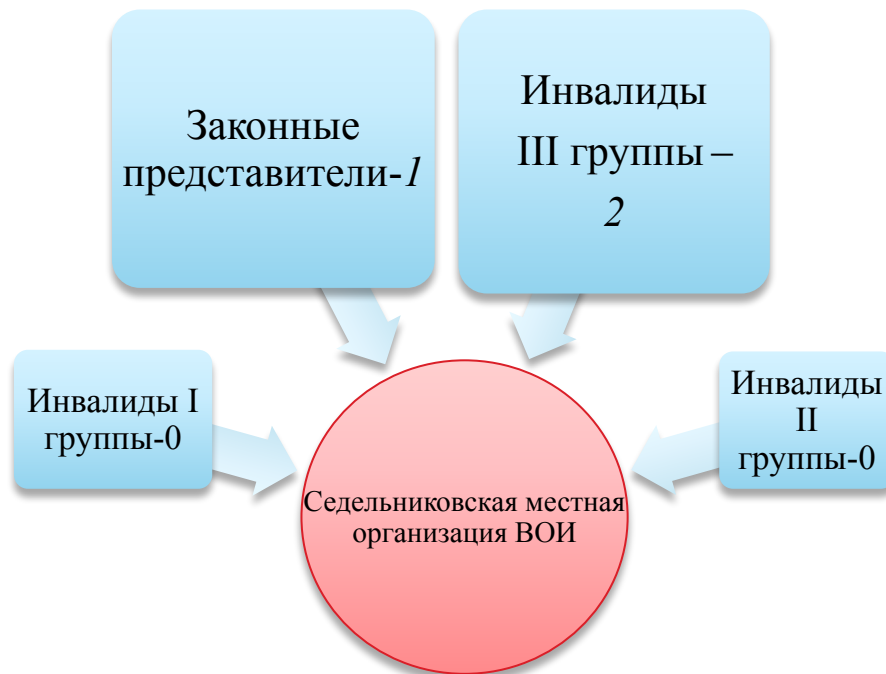 Законные
представители-1
Инвалиды
III группы –
2
Инвалиды I
группы-0
Инвалиды
II
группы-0
Седельниковская местная
организация ВОИ